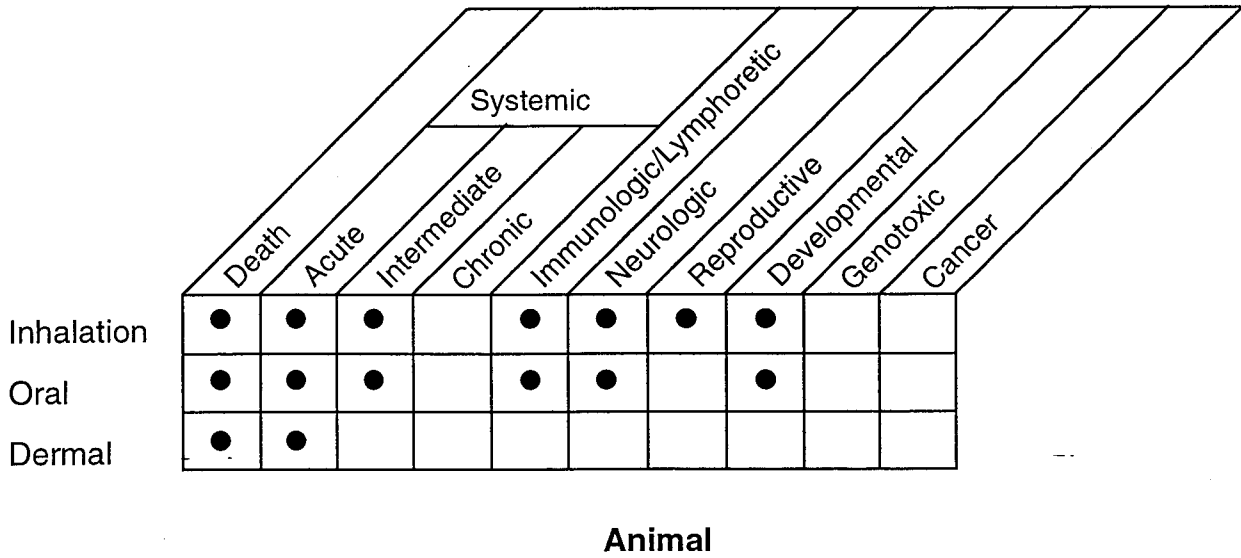 Systemic
Death
Acute
Intermediate
Chronic
Immunologic/Lymphoretic
Neurologic
Reproductive
Developmental
Genotoxic
Cancer
Inhalation
Oral
Dermal
Animal